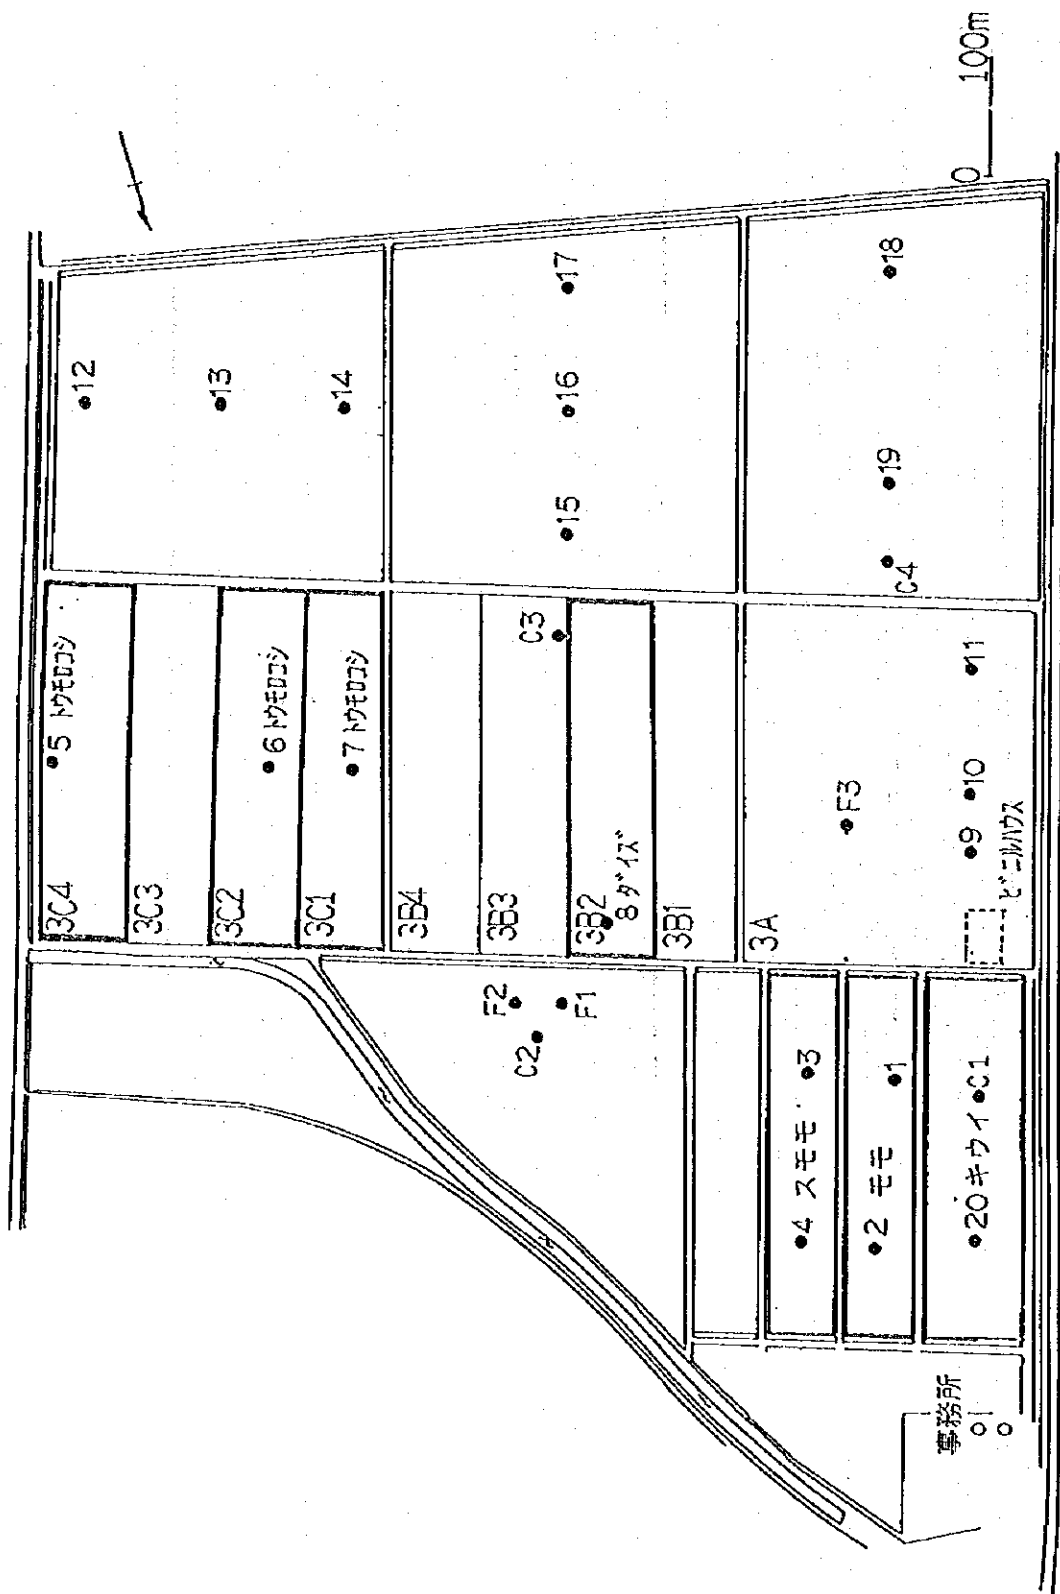 3C4
●5 トウモロコシ
●12
3C3
3C2
●6 トウモロコシ
●13
3C1
●7 トウモロコシ
●14
3B4
3B3
C3
●15
●16
●17
3B2
8 ダイズ
3B1
3A
F2
C2
F1
F3
C4
●19
●18
●4 スモモ
●3
●2 モモ
●1
●20 キウイ
●C1
9
●10
●11
ビニルハウス
事務所
0
100m